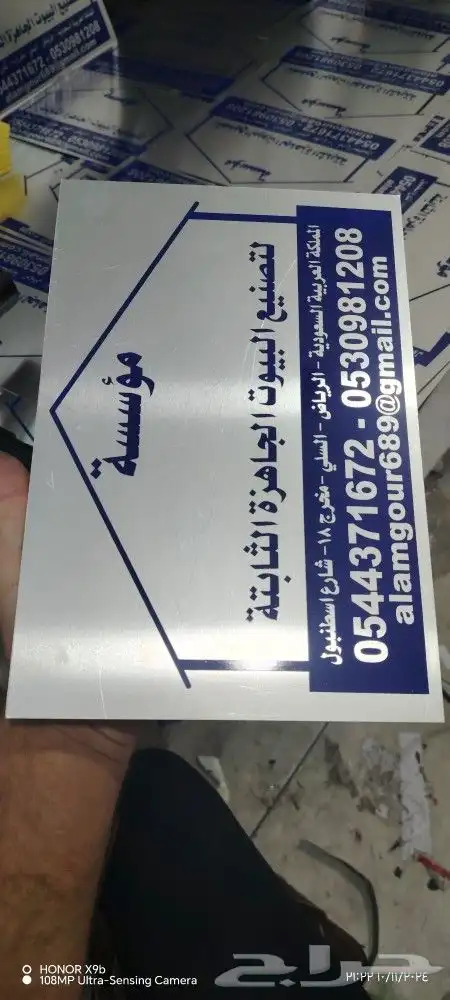 مؤسسة
لتصنيع البيوت الجاهزة الثابتة
المملكة العربية السعودية - الرياض - السلي - مخرج ١٨ - شارع اسطنبول
0544371672 - 0530981208
alamgour689@gmail.com
HONOR X9b
108MP Ultra-Sensing Camera
حراج